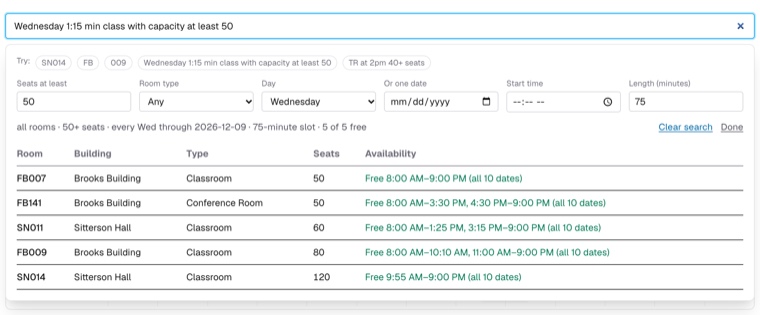 Wednesday 1:15 min class with capacity at least 50 ×
Try: SN014 FB 009 Wednesday 1:15 min class with capacity at least 50 TR at 2pm 40+ seats
Seats at least Room type Day Or one date Start time Length (minutes)
50 Any Wednesday mm/dd/yyyy --:-- -- 75
all rooms · 50+ seats · every Wed through 2026-12-09 · 75-minute slot · 5 of 5 free Clear search Done
Room Building Type Seats Availability
FB007 Brooks Building Classroom 50 Free 8:00 AM–9:00 PM (all 10 dates)
FB141 Brooks Building Conference Room 50 Free 8:00 AM–3:30 PM, 4:30 PM–9:00 PM (all 10 dates)
SN011 Sitterson Hall Classroom 60 Free 8:00 AM–1:25 PM, 3:15 PM–9:00 PM (all 10 dates)
FB009 Brooks Building Classroom 80 Free 8:00 AM–10:10 AM, 11:00 AM–9:00 PM (all 10 dates)
SN014 Sitterson Hall Classroom 120 Free 9:55 AM–9:00 PM (all 10 dates)